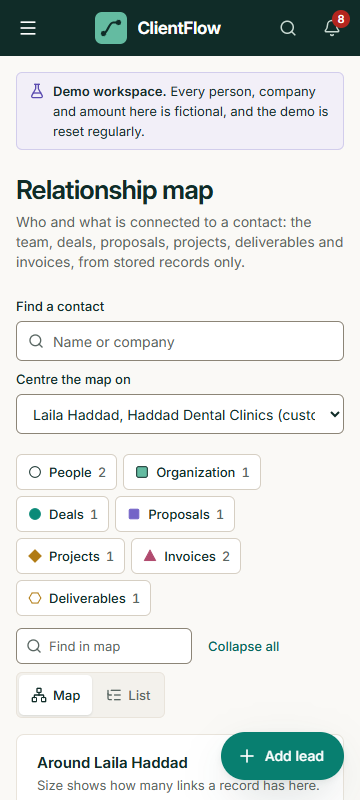 ClientFlow
8
Demo workspace. Every person, company
and amount here is fictional, and the demo is
reset regularly.
Relationship map
Who and what is connected to a contact: the
team, deals, proposals, projects, deliverables and
invoices, from stored records only.
Find a contact
Name or company
Centre the map on
Laila Haddad, Haddad Dental Clinics (custo
People 2
Organization 1
Deals 1
Proposals 1
Projects 1
Invoices 2
Deliverables 1
Find in map
Collapse all
Map
List
Around Laila Haddad
Add lead
Size shows how many links a record has here.